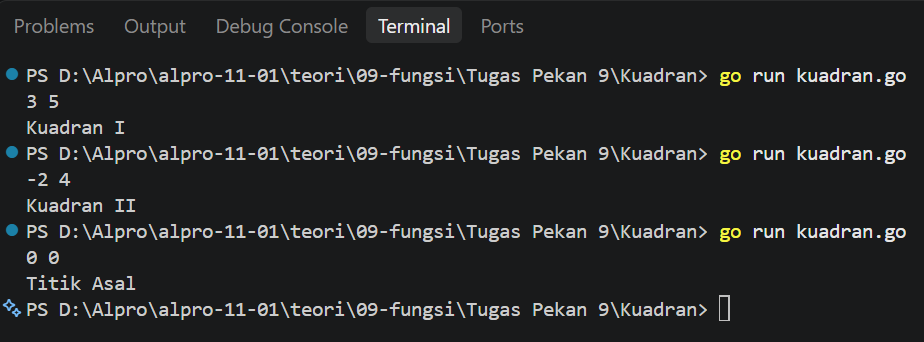 Problems Output Debug Console Terminal Ports
PS D:\Alpro\alpro-11-01\teori\09-fungsi\Tugas Pekan 9\Kuadran> go run kuadran.go
3 5
Kuadran I
PS D:\Alpro\alpro-11-01\teori\09-fungsi\Tugas Pekan 9\Kuadran> go run kuadran.go
-2 4
Kuadran II
PS D:\Alpro\alpro-11-01\teori\09-fungsi\Tugas Pekan 9\Kuadran> go run kuadran.go
0 0
Titik Asal
PS D:\Alpro\alpro-11-01\teori\09-fungsi\Tugas Pekan 9\Kuadran>